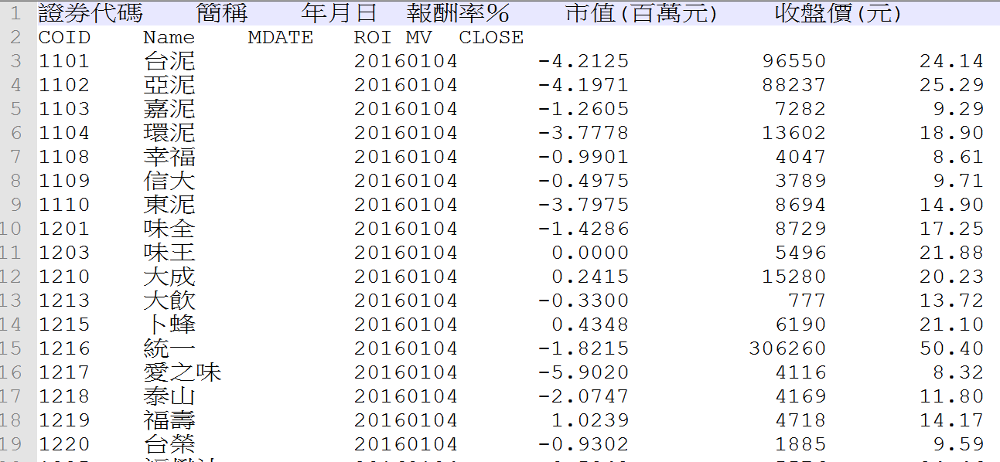 1 證券代碼 簡稱 年月日 報酬率% 市值(百萬元) 收盤價(元)
2 COID Name MDATE ROI MV CLOSE
3 1101 台泥 20160104 -4.2125 96550 24.14
4 1102 亞泥 20160104 -4.1971 88237 25.29
5 1103 嘉泥 20160104 -1.2605 7282 9.29
6 1104 環泥 20160104 -3.7778 13602 18.90
7 1108 幸福 20160104 -0.9901 4047 8.61
8 1109 信大 20160104 -0.4975 3789 9.71
9 1110 東泥 20160104 -3.7975 8694 14.90
10 1201 味全 20160104 -1.4286 8729 17.25
11 1203 味王 20160104 0.0000 5496 21.88
12 1210 大成 20160104 0.2415 15280 20.23
13 1213 大飲 20160104 -0.3300 777 13.72
14 1215 卜蜂 20160104 0.4348 6190 21.10
15 1216 統一 20160104 -1.8215 306260 50.40
16 1217 愛之味 20160104 -5.9020 4116 8.32
17 1218 泰山 20160104 -2.0747 4169 11.80
18 1219 福壽 20160104 1.0239 4718 14.17
19 1220 台榮 20160104 -0.9302 1885 9.59